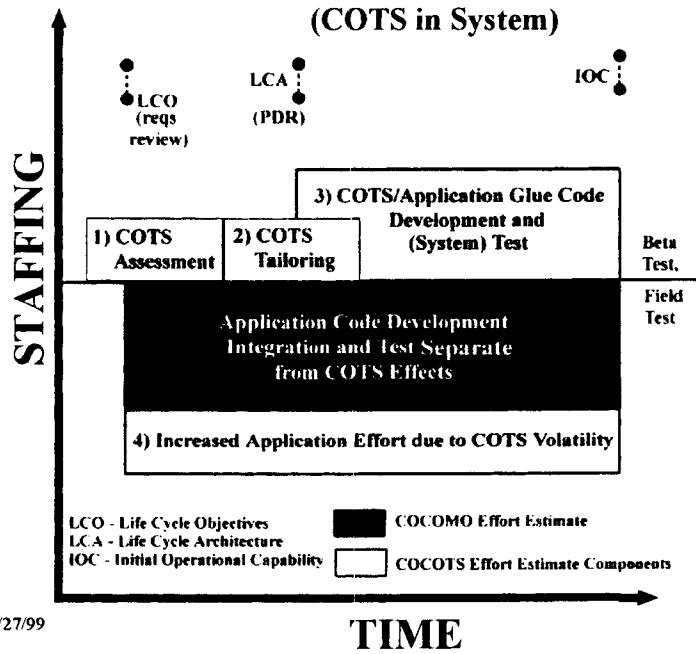 (COTS in System)
LCO
(reqs
review)
LCA
(PDR)
IOC
3) COTS/Application Glue Code
Development and
(System) Test
1) COTS
Assessment
2) COTS
Tailoring
Beta
Test,
Field
Test
STAFFING
Application Code Development
Integration and Test Separate
from COTS Effects
4) Increased Application Effort due to COTS Volatility
LCO - Life Cycle Objectives
LCA - Life Cycle Architecture
IOC - Initial Operational Capability
COCOMO Effort Estimate
COCOTS Effort Estimate Components
/27/99
TIME